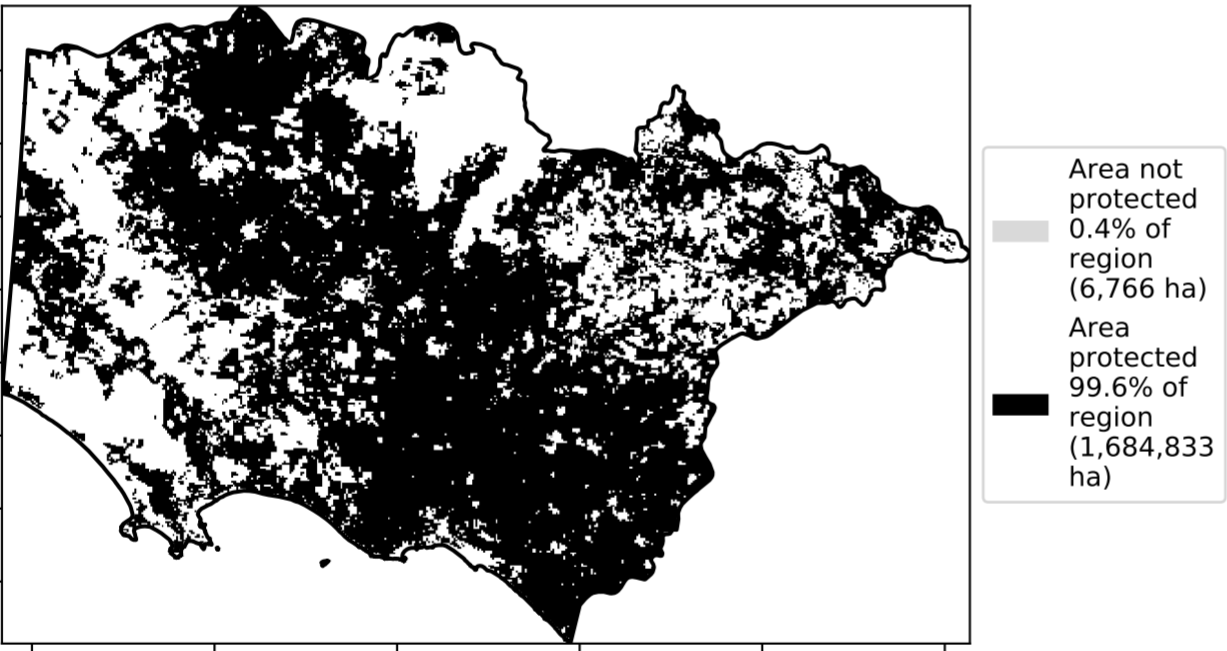 Area not
protected
0.4% of
region
(6,766 ha)
Area
protected
99.6% of
region
(1,684,833
ha)